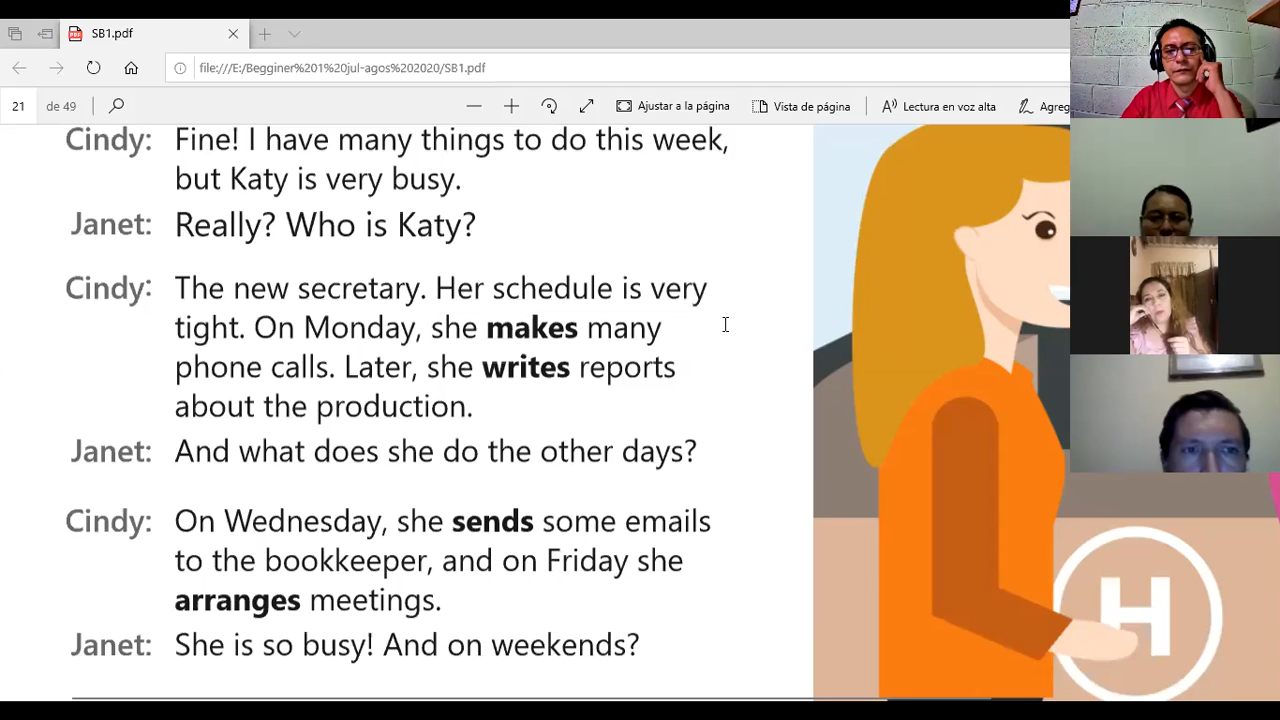 SB1.pdf
file:///E:/Begginer%201%20jul-agos%202020/SB1.pdf
21 de 49 Ajustar a la página Vista de página Lectura en voz alta Agreg
Cindy: Fine! I have many things to do this week,
but Katy is very busy.
Janet: Really? Who is Katy?
Cindy: The new secretary. Her schedule is very
tight. On Monday, she makes many
phone calls. Later, she writes reports
about the production.
Janet: And what does she do the other days?
Cindy: On Wednesday, she sends some emails
to the bookkeeper, and on Friday she
arranges meetings.
Janet: She is so busy! And on weekends?
H